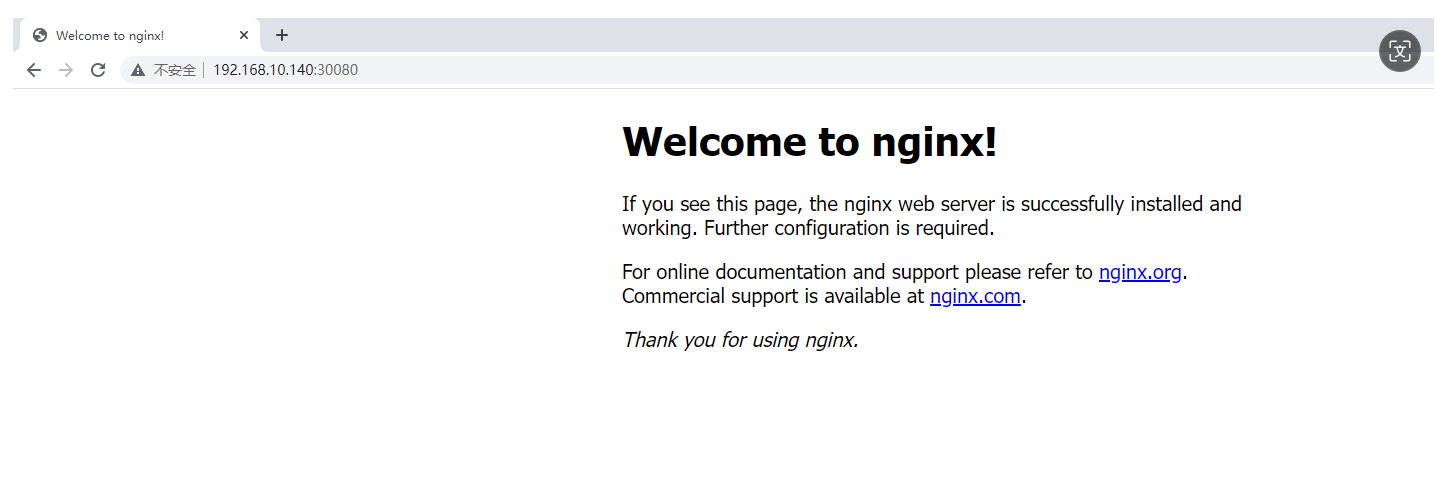 Welcome to nginx!
不安全 192.168.10.140:30080
Welcome to nginx!
If you see this page, the nginx web server is successfully installed and
working. Further configuration is required.
For online documentation and support please refer to nginx.org.
Commercial support is available at nginx.com.
Thank you for using nginx.